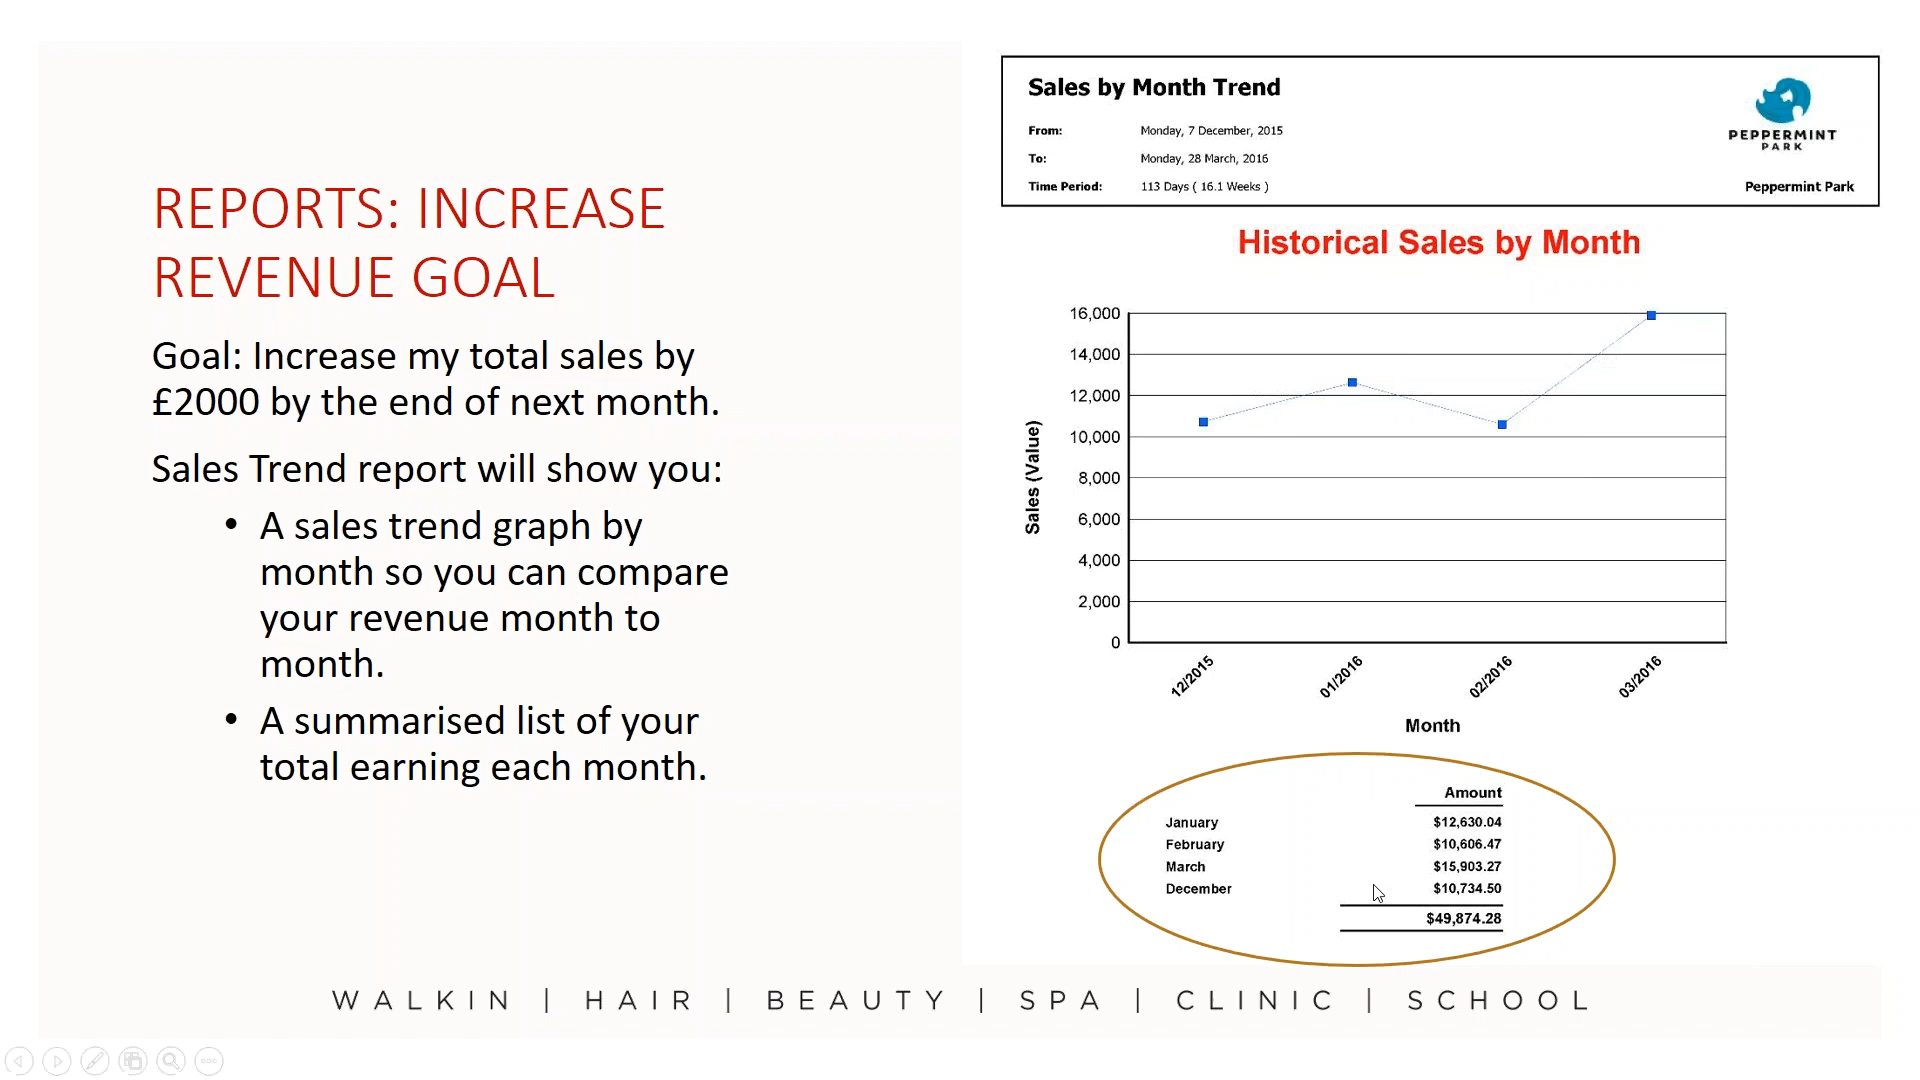 REPORTS: INCREASE
REVENUE GOAL
Goal: Increase my total sales by
£2000 by the end of next month.
Sales Trend report will show you:
• A sales trend graph by
month so you can compare
your revenue month to
month.
• A summarised list of your
total earning each month.
Sales by Month Trend
From: Monday, 7 December, 2015
To: Monday, 28 March, 2016
Time Period: 113 Days ( 16.1 Weeks )
PEPPERMINT
PARK
Peppermint Park
Historical Sales by Month
Sales (Value)
16,000
14,000
12,000
10,000
8,000
6,000
4,000
2,000
0
12/2015 01/2016 02/2016 03/2016
Month
Amount
January $12,630.04
February $10,606.47
March $15,903.27
December $10,734.50
$49,874.28
WALKIN | HAIR | BEAUTY | SPA | CLINIC | SCHOOL